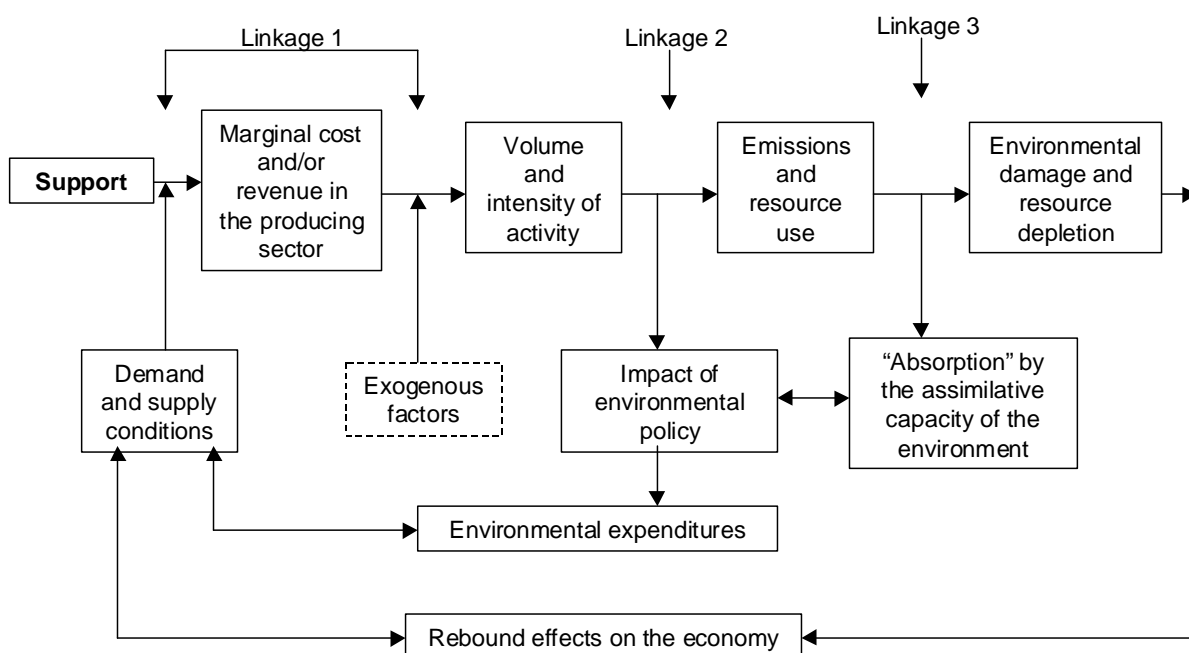 Linkage 1
Linkage 2
Linkage 3
Support
Marginal cost
and/or
revenue in
the producing
sector
Volume
and
intensity of
activity
Emissions
and
resource
use
Environmental
damage and
resource
depletion
Demand
and supply
conditions
Exogenous
factors
Impact of
environmental
policy
“Absorption” by
the assimilative
capacity of the
environment
Environmental expenditures
Rebound effects on the economy